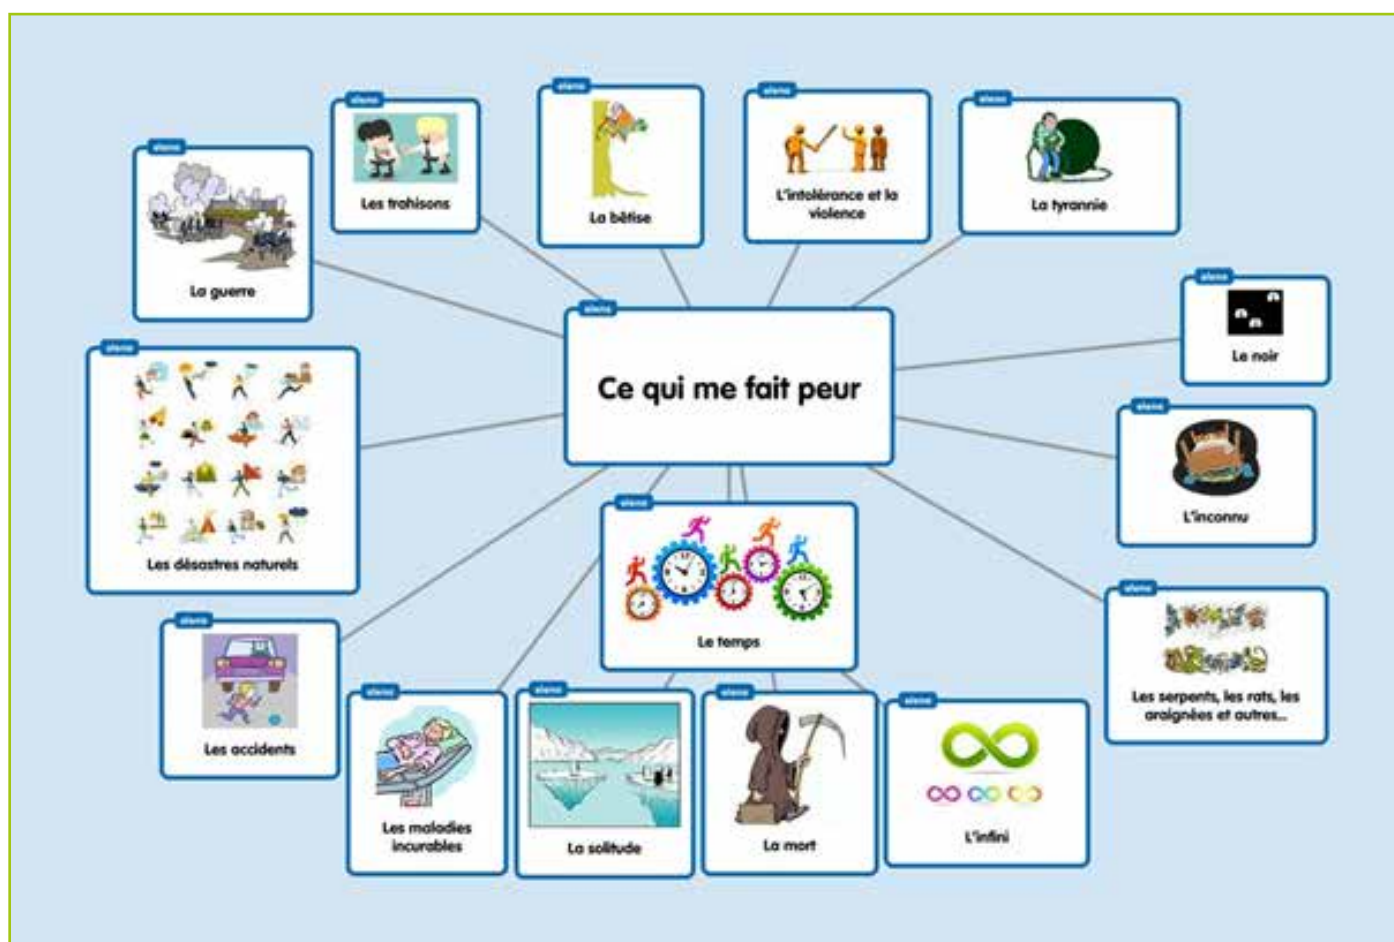 Ce qui me fait peur
La guerre
Les trahisons
La bêtise
L'intolérance et la
violence
La tyrannie
Le noir
L'inconnu
Les serpents, les rats, les
araignées et autres...
L'infini
La mort
La solitude
Les maladies
incurables
Les accidents
Les désastres naturels
Le temps